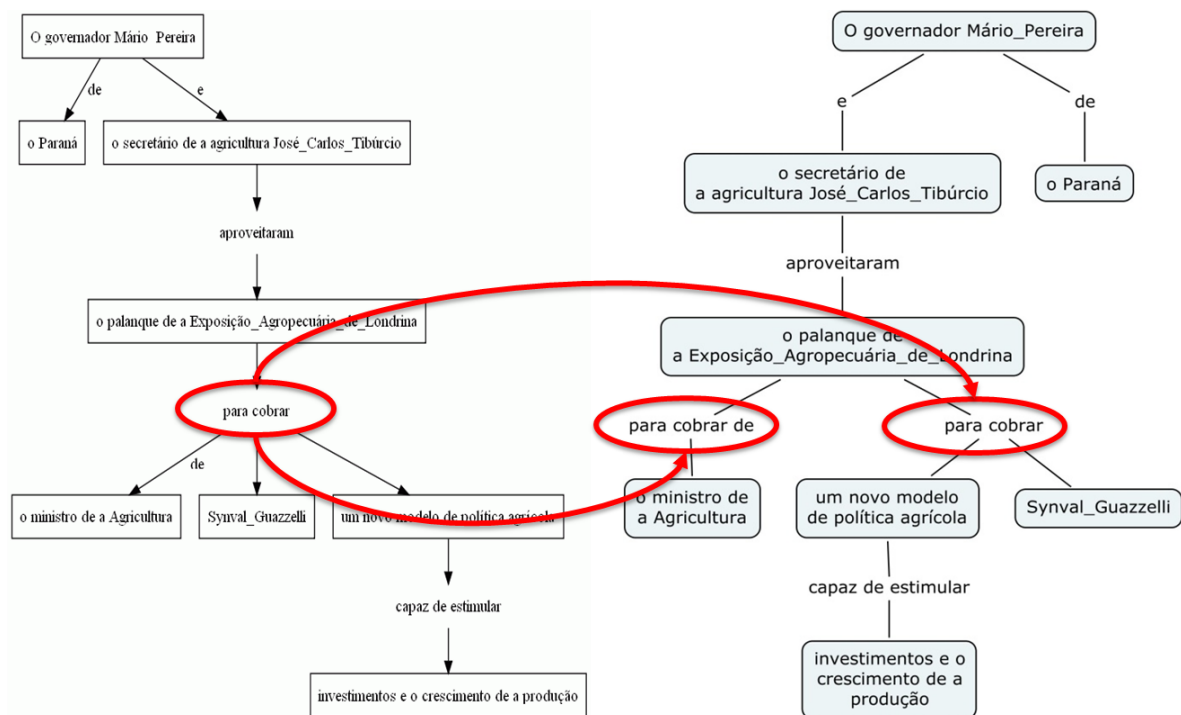 O governador Mário_Pereira
de
e
o Paraná
o secretário de a agricultura José_Carlos_Tibúrcio
aproveitaram
o palanque de a Exposição_Agropecuária_de_Londrina
para cobrar
de
o ministro de a Agricultura
Synval_Guazzelli
um novo modelo de política agrícola
capaz de estimular
investimentos e o crescimento de a produção
O governador Mário_Pereira
e
de
o secretário de
a agricultura José_Carlos_Tibúrcio
o Paraná
aproveitaram
o palanque de
a Exposição_Agropecuária_de_Londrina
para cobrar de
para cobrar
o ministro de
a Agricultura
um novo modelo
de política agrícola
Synval_Guazzelli
capaz de estimular
investimentos e o
crescimento de a
produção